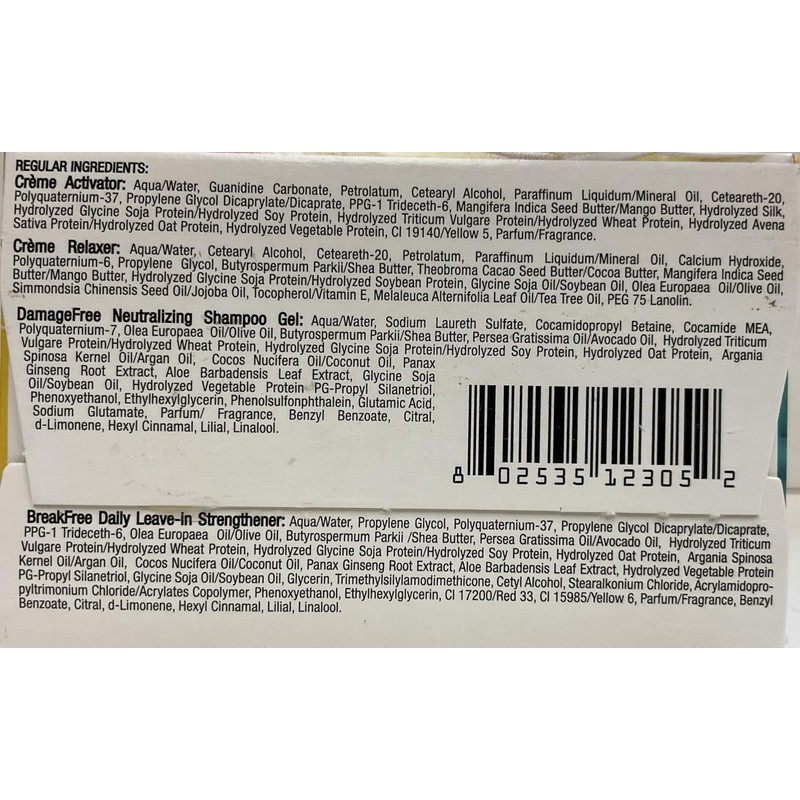 REGULAR INGREDIENTS:
Crème Activator: Aqua/Water, Guanidine Carbonate, Petrolatum, Cetearyl Alcohol, Paraffinum Liquidum/Mineral Oil, Ceteareth-20,
Polyquaternium-37, Propylene Glycol Dicaprylate/Dicaprate, PPG-1 Trideceth-6, Mangifera Indica Seed Butter/Mango Butter, Hydrolyzed Silk,
Hydrolyzed Glycine Soja Protein/Hydrolyzed Soy Protein, Hydrolyzed Triticum Vulgare Protein/Hydrolyzed Wheat Protein, Hydrolyzed Avena
Sativa Protein/Hydrolyzed Oat Protein, Hydrolyzed Vegetable Protein, CI 19140/Yellow 5, Parfum/Fragrance.
Crème Relaxer: Aqua/Water, Cetearyl Alcohol, Ceteareth-20, Petrolatum, Paraffinum Liquidum/Mineral Oil, Calcium Hydroxide,
Polyquaternium-6, Propylene Glycol, Butyrospermum Parkii/Shea Butter, Theobroma Cacao Seed Butter/Cocoa Butter, Mangifera Indica Seed
Butter/Mango Butter, Hydrolyzed Glycine Soja Protein/Hydrolyzed Soybean Protein, Glycine Soja Oil/Soybean Oil, Olea Europaea Oil/Olive Oil,
Simmondsia Chinensis Seed Oil/Jojoba Oil, Tocopherol/Vitamin E, Melaleuca Alternifolia Leaf Oil/Tea Tree Oil, PEG 75 Lanolin.
DamageFree Neutralizing Shampoo Gel: Aqua/Water, Sodium Laureth Sulfate, Cocamidopropyl Betaine, Cocamide MEA,
Polyquaternium-7, Olea Europaea Oil/Olive Oil, Butyrospermum Parkii/Shea Butter, Persea Gratissima Oil/Avocado Oil, Hydrolyzed Triticum
Vulgare Protein/Hydrolyzed Wheat Protein, Hydrolyzed Glycine Soja Protein/Hydrolyzed Soy Protein, Hydrolyzed Oat Protein, Argania
Spinosa Kernel Oil/Argan Oil, Cocos Nucifera Oil/Coconut Oil, Panax
Ginseng Root Extract, Aloe Barbadensis Leaf Extract, Glycine Soja
Oil/Soybean Oil, Hydrolyzed Vegetable Protein PG-Propyl Silanetriol,
Phenoxyethanol, Ethylhexylglycerin, Phenolsulfonphthalein, Glutamic Acid,
Sodium Glutamate, Parfum/ Fragrance, Benzyl Benzoate, Citral,
d-Limonene, Hexyl Cinnamal, Lilial, Linalool.
8 02535 12305 2
BreakFree Daily Leave-in Strengthener: Aqua/Water, Propylene Glycol, Polyquaternium-37, Propylene Glycol Dicaprylate/Dicaprate,
PPG-1 Trideceth-6, Olea Europaea Oil/Olive Oil, Butyrospermum Parkii /Shea Butter, Persea Gratissima Oil/Avocado Oil, Hydrolyzed Triticum
Vulgare Protein/Hydrolyzed Wheat Protein, Hydrolyzed Glycine Soja Protein/Hydrolyzed Soy Protein, Hydrolyzed Oat Protein, Argania Spinosa
Kernel Oil/Argan Oil, Cocos Nucifera Oil/Coconut Oil, Panax Ginseng Root Extract, Aloe Barbadensis Leaf Extract, Hydrolyzed Vegetable Protein
PG-Propyl Silanetriol, Glycine Soja Oil/Soybean Oil, Glycerin, Trimethylsilylamodimethicone, Cetyl Alcohol, Stearalkonium Chloride, Acrylamidopro-
pyltrimonium Chloride/Acrylates Copolymer, Phenoxyethanol, Ethylhexylglycerin, CI 17200/Red 33, CI 15985/Yellow 6, Parfum/Fragrance, Benzyl
Benzoate, Citral, d-Limonene, Hexyl Cinnamal, Lilial, Linalool.